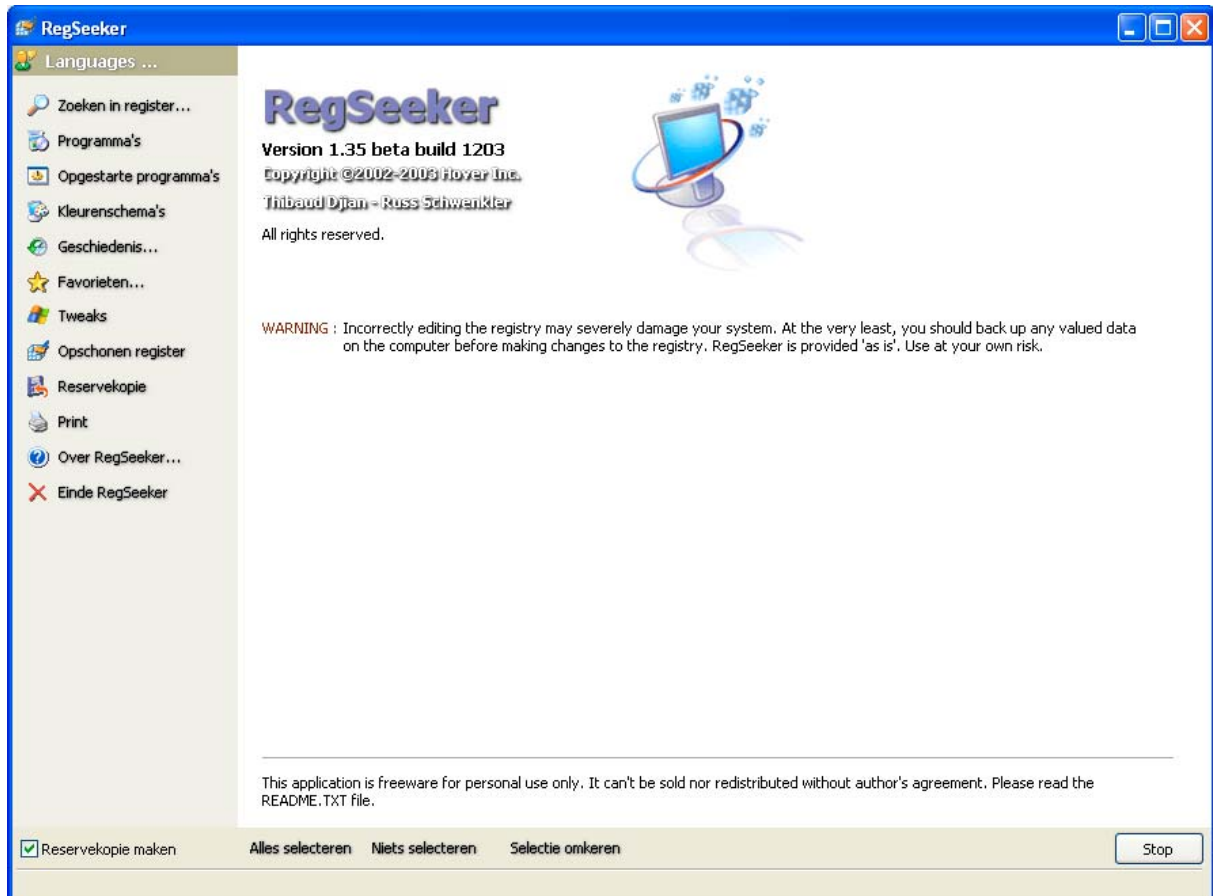 RegSeeker
Languages ...
Zoeken in register...
Programma's
Opgestarte programma's
Kleurenschema's
Geschiedenis...
Favorieten...
Tweaks
Opschonen register
Reservekopie
Print
Over RegSeeker...
Einde RegSeeker
RegSeeker
Version 1.35 beta build 1203
Copyright ©2002-2003 Hover Inc.
Thibaud Djian - Russ Schwenkler
All rights reserved.
WARNING : Incorrectly editing the registry may severely damage your system. At the very least, you should back up any valued data
on the computer before making changes to the registry. RegSeeker is provided 'as is'. Use at your own risk.
This application is freeware for personal use only. It can't be sold nor redistributed without author's agreement. Please read the
README.TXT file.
Reservekopie maken
Alles selecteren
Niets selecteren
Selectie omkeren
Stop